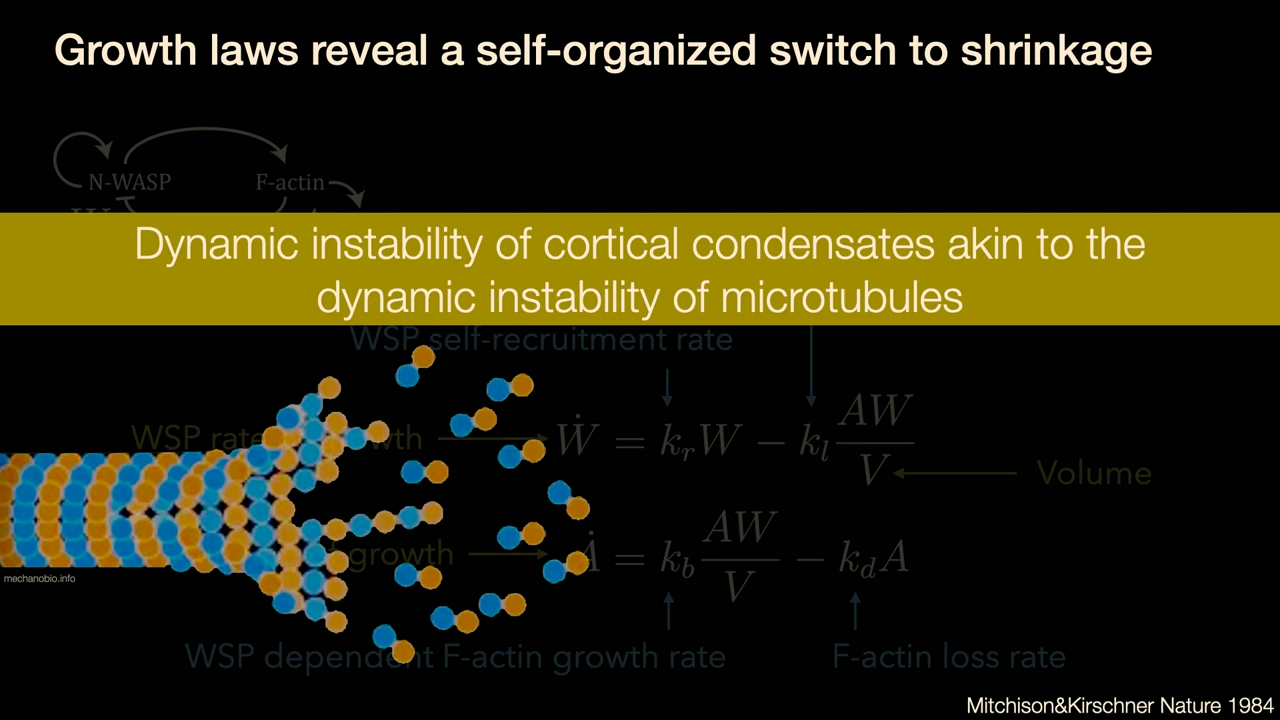 Growth laws reveal a self-organized switch to shrinkage
N-WASP F-actin
Dynamic instability of cortical condensates akin to the
dynamic instability of microtubules
WSP self-recruitment rate
WSP rate
Ẇ = k_r W − k_l AW/V
Volume
growth
Ȧ = k_b AW/V − k_d A
mechanobio.info
WSP dependent F-actin growth rate F-actin loss rate
Mitchison&Kirschner Nature 1984